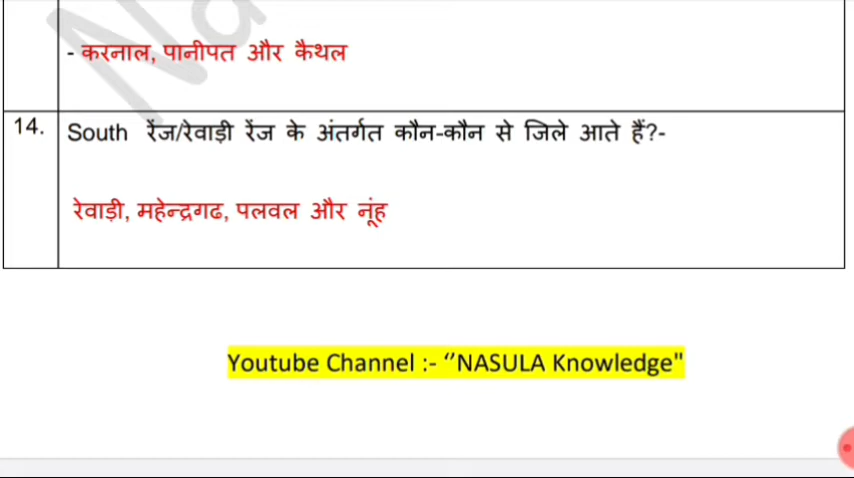 - करनाल, पानीपत और कैथल
14. South रेंज/रेवाड़ी रेंज के अंतर्गत कौन-कौन से जिले आते हैं?-
रेवाड़ी, महेन्द्रगढ, पलवल और नूंह
Youtube Channel :- “NASULA Knowledge"